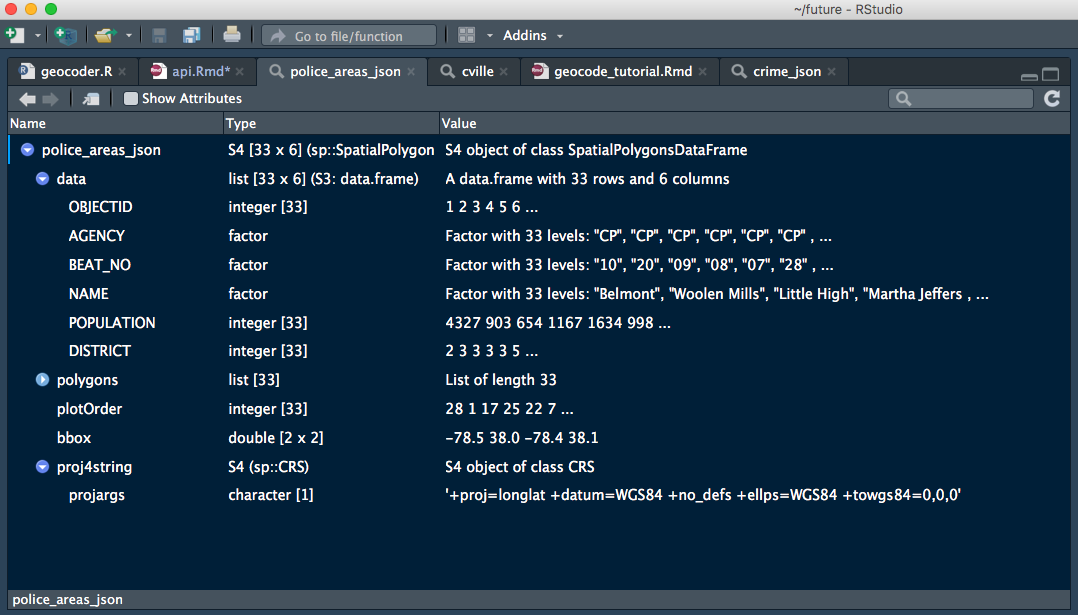 ~/future - RStudio
Go to file/function Addins
geocoder.R api.Rmd* police_areas_json cville geocode_tutorial.Rmd crime_json
Show Attributes
Name Type Value
police_areas_json S4 [33 x 6] (sp::SpatialPolygon S4 object of class SpatialPolygonsDataFrame
data list [33 x 6] (S3: data.frame) A data.frame with 33 rows and 6 columns
OBJECTID integer [33] 1 2 3 4 5 6 ...
AGENCY factor Factor with 33 levels: "CP", "CP", "CP", "CP", "CP", "CP" , ...
BEAT_NO factor Factor with 33 levels: "10", "20", "09", "08", "07", "28" , ...
NAME factor Factor with 33 levels: "Belmont", "Woolen Mills", "Little High", "Martha Jeffers , ...
POPULATION integer [33] 4327 903 654 1167 1634 998 ...
DISTRICT integer [33] 2 3 3 3 3 5 ...
polygons list [33] List of length 33
plotOrder integer [33] 28 1 17 25 22 7 ...
bbox double [2 x 2] -78.5 38.0 -78.4 38.1
proj4string S4 (sp::CRS) S4 object of class CRS
projargs character [1] '+proj=longlat +datum=WGS84 +no_defs +ellps=WGS84 +towgs84=0,0,0'
police_areas_json